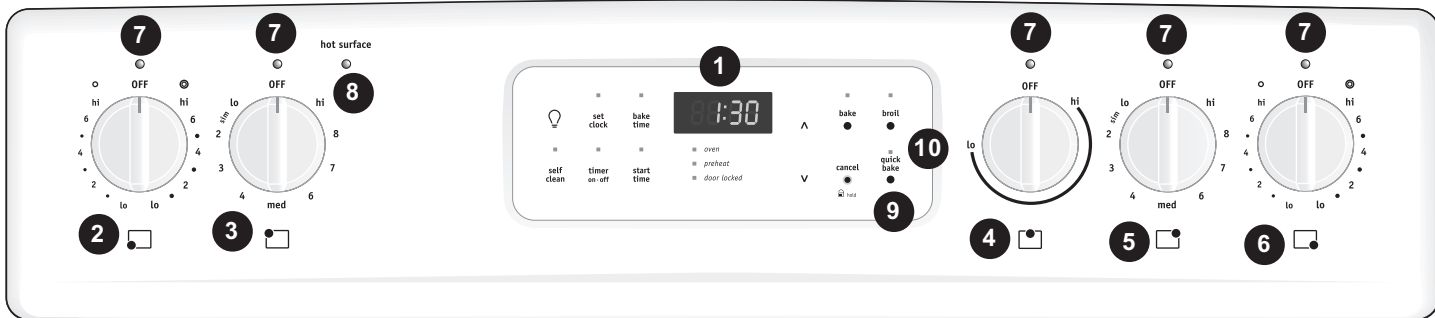 7 7 hot surface 1 7 7 7
8
OFF OFF OFF OFF OFF
hi hi lo hi hi lo hi hi hi
6 6 sim 2 8 lo sim 2 8 6 6
4 4 3 7 3 7 4 4
2 2 4 6 4 6 2 2
lo lo med med lo lo
2 3 4 5 6
set clock
bake time
1:30
bake
broil
10
self clean
timer on-off
start time
oven
preheat
door locked
cancel
held
quick bake
9